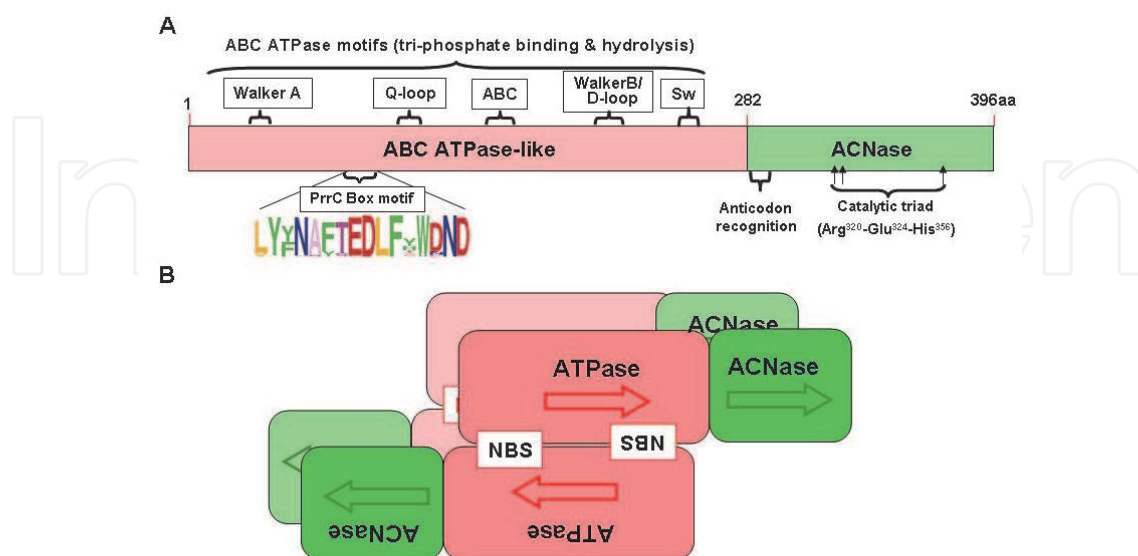 A
ABC ATPase motifs (tri-phosphate binding & hydrolysis)
Walker A
Q-loop
ABC
WalkerB/
D-loop
Sw
1
282
396aa
ABC ATPase-like
ACNase
PrrC Box motif
Anticodon
recognition
Catalytic triad
(Arg320-Glu324-His356)
B
ACNase
ATPase
ACNase
NBS
NBS
ACNase
ATPase